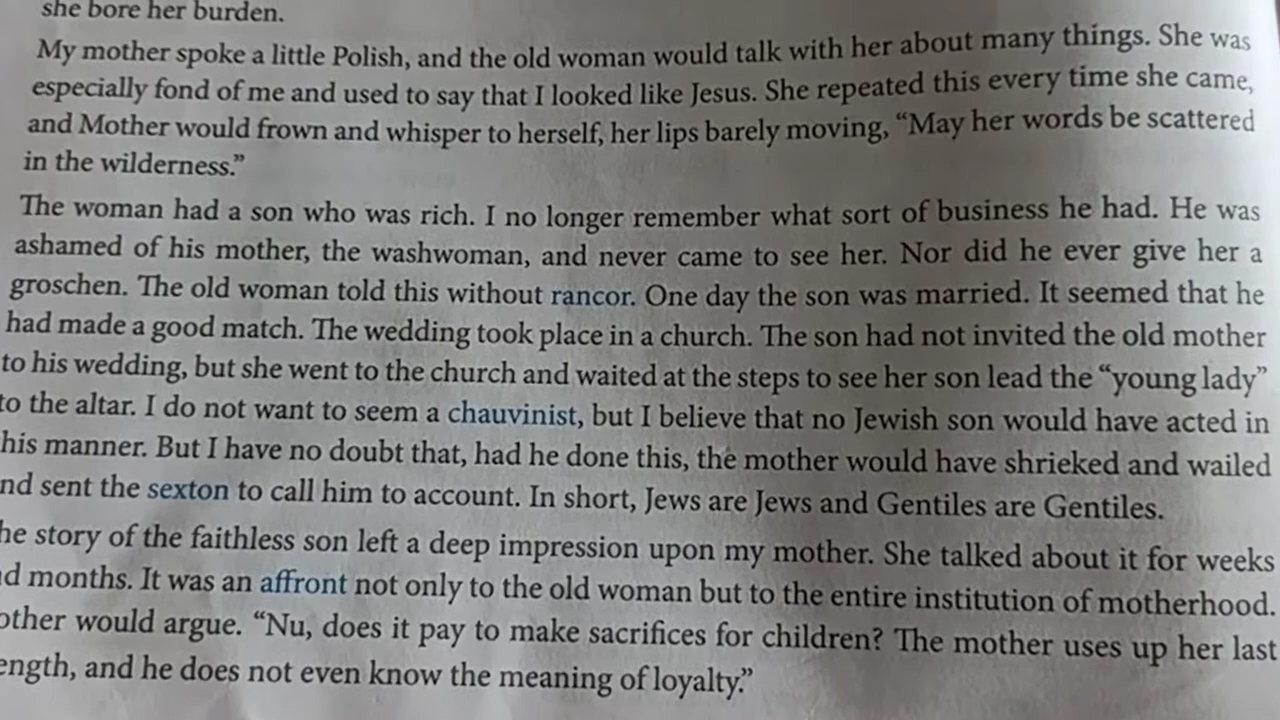 she bore her burden.
My mother spoke a little Polish, and the old woman would talk with her about many things. She was
especially fond of me and used to say that I looked like Jesus. She repeated this every time she came,
and Mother would frown and whisper to herself, her lips barely moving, “May her words be scattered
in the wilderness.”
The woman had a son who was rich. I no longer remember what sort of business he had. He was
ashamed of his mother, the washwoman, and never came to see her. Nor did he ever give her a
groschen. The old woman told this without rancor. One day the son was married. It seemed that he
had made a good match. The wedding took place in a church. The son had not invited the old mother
to his wedding, but she went to the church and waited at the steps to see her son lead the “young lady”
to the altar. I do not want to seem a chauvinist, but I believe that no Jewish son would have acted in
his manner. But I have no doubt that, had he done this, the mother would have shrieked and wailed
nd sent the sexton to call him to account. In short, Jews are Jews and Gentiles are Gentiles.
he story of the faithless son left a deep impression upon my mother. She talked about it for weeks
d months. It was an affront not only to the old woman but to the entire institution of motherhood.
other would argue. “Nu, does it pay to make sacrifices for children? The mother uses up her last
ength, and he does not even know the meaning of loyalty.”